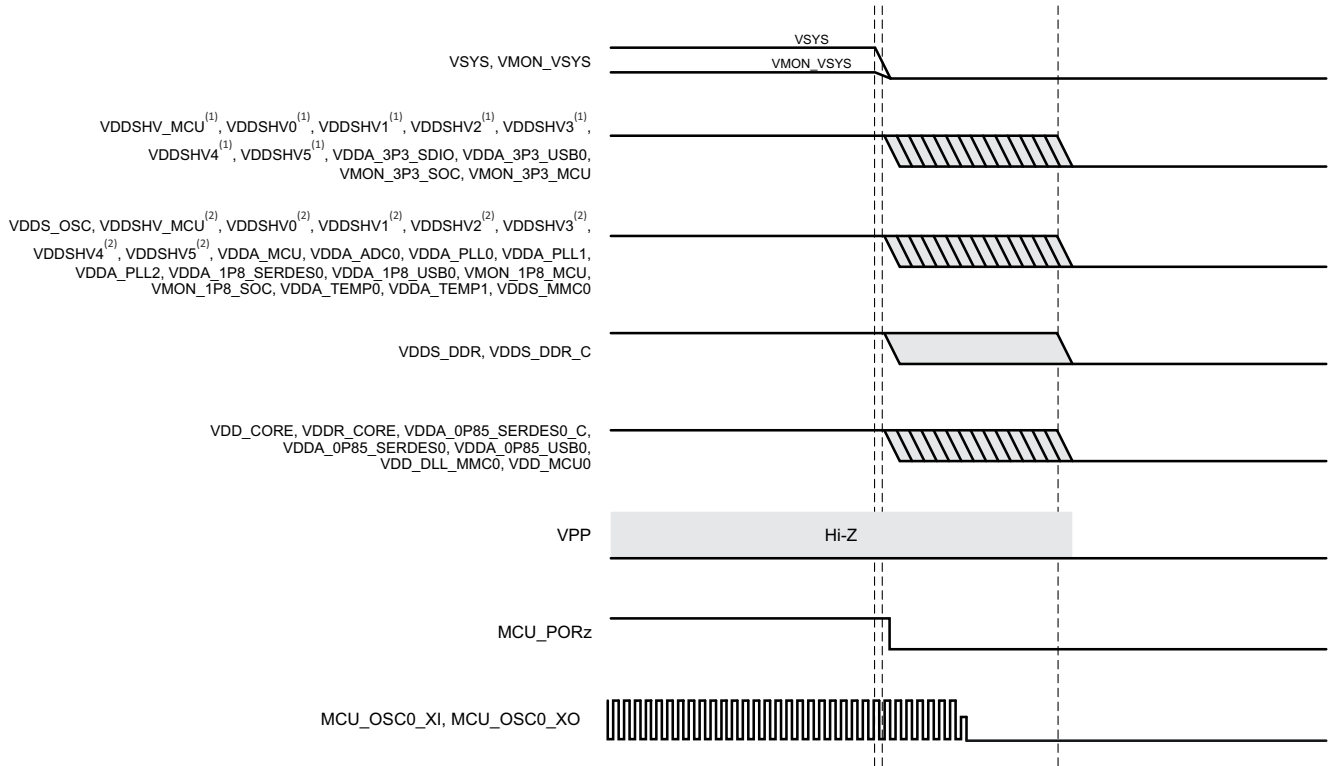 VSYS
VSYS, VMON_VSYS
VMON_VSYS
VDDSHV_MCU(1), VDDSHV0(1), VDDSHV1(1), VDDSHV2(1), VDDSHV3(1),
VDDSHV4(1), VDDSHV5(1), VDDA_3P3_SDIO, VDDA_3P3_USB0,
VMON_3P3_SOC, VMON_3P3_MCU
VDDS_OSC, VDDSHV_MCU(2), VDDSHV0(2), VDDSHV1(2), VDDSHV2(2), VDDSHV3(2),
VDDSHV4(2), VDDSHV5(2), VDDA_MCU, VDDA_ADC0, VDDA_PLL0, VDDA_PLL1,
VDDA_PLL2, VDDA_1P8_SERDES0, VDDA_1P8_USB0, VMON_1P8_MCU,
VMON_1P8_SOC, VDDA_TEMP0, VDDA_TEMP1, VDDS_MMC0
VDDS_DDR, VDDS_DDR_C
VDD_CORE, VDDR_CORE, VDDA_0P85_SERDES0_C,
VDDA_0P85_SERDES0, VDDA_0P85_USB0,
VDD_DLL_MMC0, VDD_MCU0
VPP
Hi-Z
MCU_PORz
MCU_OSC0_XI, MCU_OSC0_XO